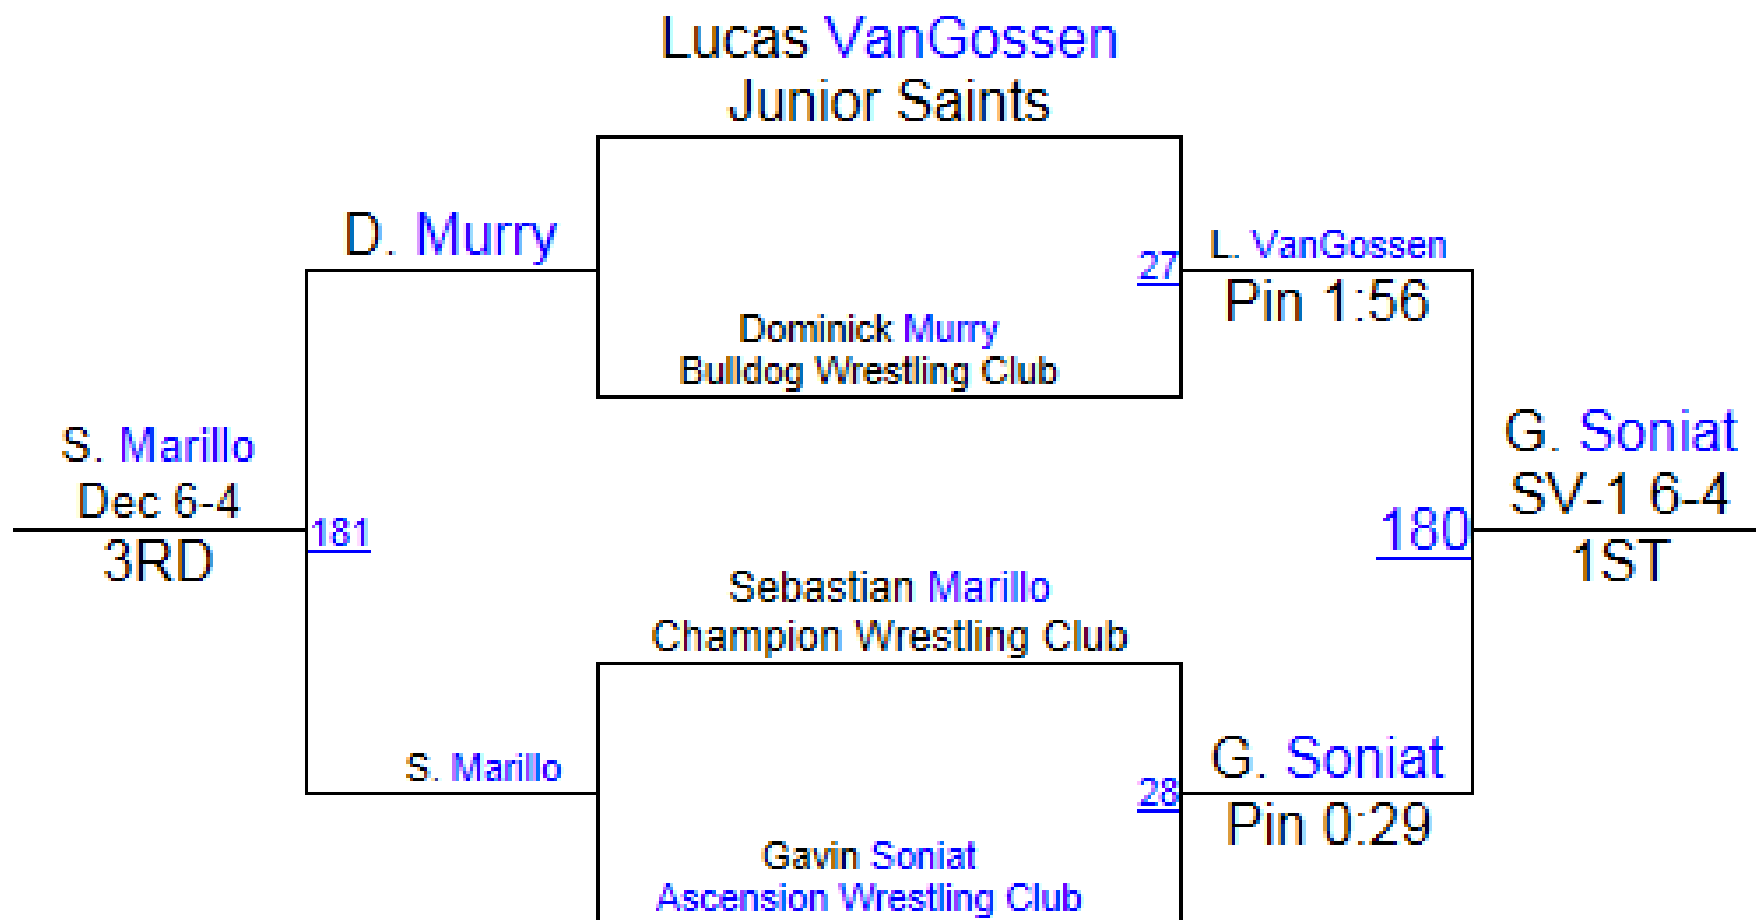 Lucas VanGossen
Junior Saints
D. Murry
L. VanGossen
27
Pin 1:56
Dominick Murry
Bulldog Wrestling Club
S. Marillo
Dec 6-4
181
3RD
G. Soniat
SV-1 6-4
180
1ST
Sebastian Marillo
Champion Wrestling Club
S. Marillo
G. Soniat
28
Pin 0:29
Gavin Soniat
Ascension Wrestling Club